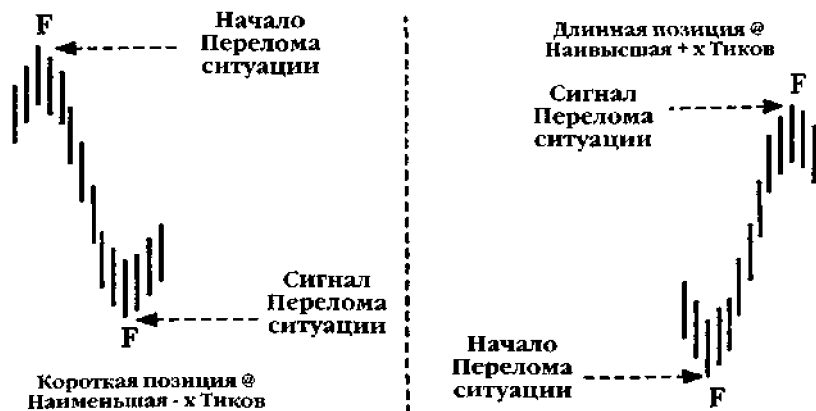 F
Начало
Перелома
ситуации
Сигнал
Перелома
ситуации
F
Короткая позиция @
Наименьшая - x Тиков
Длинная позиция @
Наивысшая + x Тиков
F
Сигнал
Перелома
ситуации
Начало
Перелома
ситуации
F